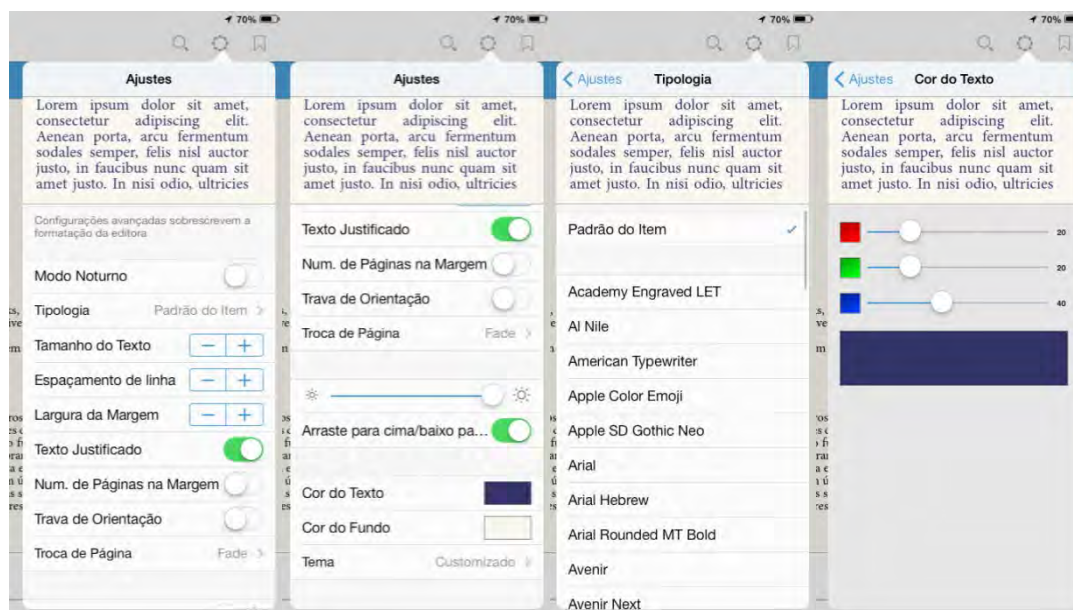 70%
Ajustes
Lorem ipsum dolor sit amet,
consectetur adipiscing elit.
Aenean porta, arcu fermentum
sodales semper, felis nisl auctor
justo, in faucibus nunc quam sit
amet justo. In nisi odio, ultricies
Configurações avançadas sobrescrevem a
formatação da editora
Modo Noturno
Tipologia Padrão do Item >
Tamanho do Texto − +
Espaçamento de linha − +
Largura da Margem − +
Texto Justificado
Num. de Páginas na Margem
Trava de Orientação
Troca de Página Fade >
70%
Ajustes
Lorem ipsum dolor sit amet,
consectetur adipiscing elit.
Aenean porta, arcu fermentum
sodales semper, felis nisl auctor
justo, in faucibus nunc quam sit
amet justo. In nisi odio, ultricies
Texto Justificado
Num. de Páginas na Margem
Trava de Orientação
Troca de Página Fade >
Arraste para cima/baixo pa...
Cor do Texto
Cor do Fundo
Tema Customizado >
70%
< Ajustes Tipologia
Lorem ipsum dolor sit amet,
consectetur adipiscing elit.
Aenean porta, arcu fermentum
sodales semper, felis nisl auctor
justo, in faucibus nunc quam sit
amet justo. In nisi odio, ultricies
Padrão do Item ✓
Academy Engraved LET
Al Nile
American Typewriter
Apple Color Emoji
Apple SD Gothic Neo
Arial
Arial Hebrew
Arial Rounded MT Bold
Avenir
Avenir Next
70%
< Ajustes Cor do Texto
Lorem ipsum dolor sit amet,
consectetur adipiscing elit.
Aenean porta, arcu fermentum
sodales semper, felis nisl auctor
justo, in faucibus nunc quam sit
amet justo. In nisi odio, ultricies
20
20
40